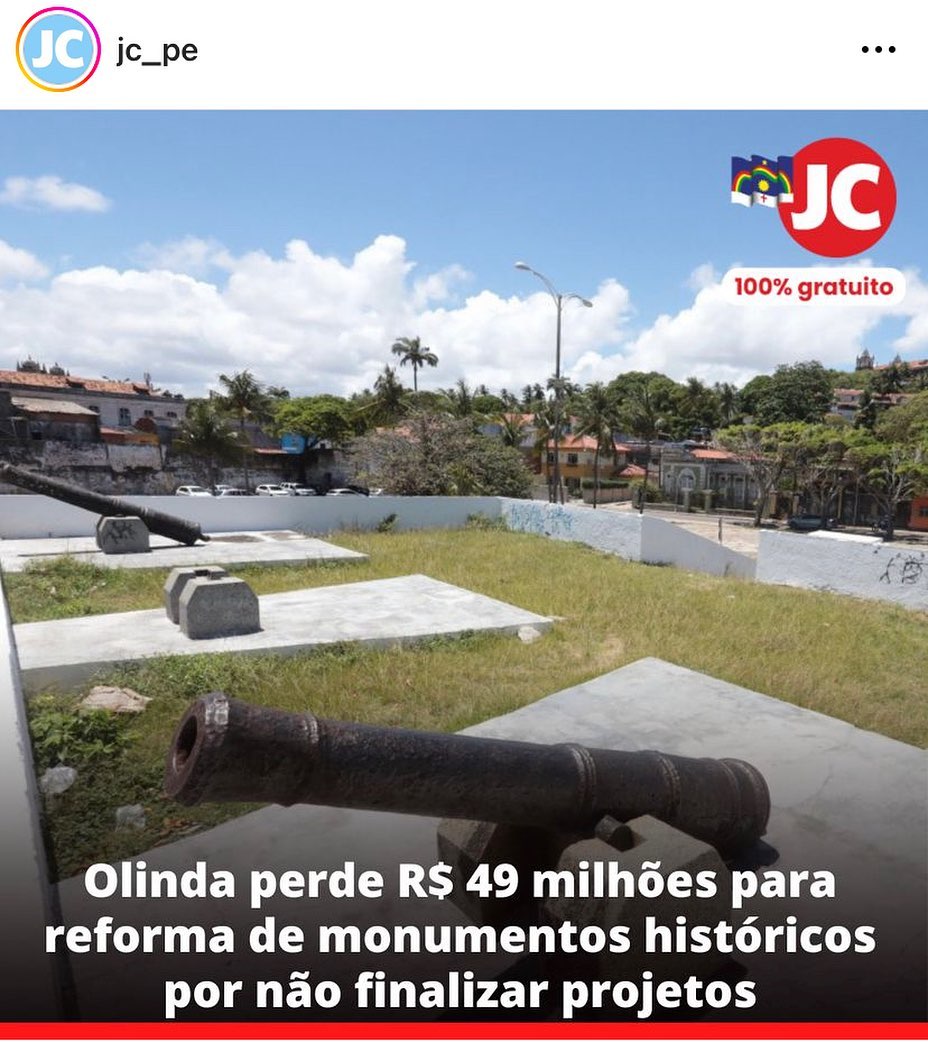 JC
jc_pe
JC
100% gratuito
Olinda perde R$ 49 milhões para
reforma de monumentos históricos
por não finalizar projetos